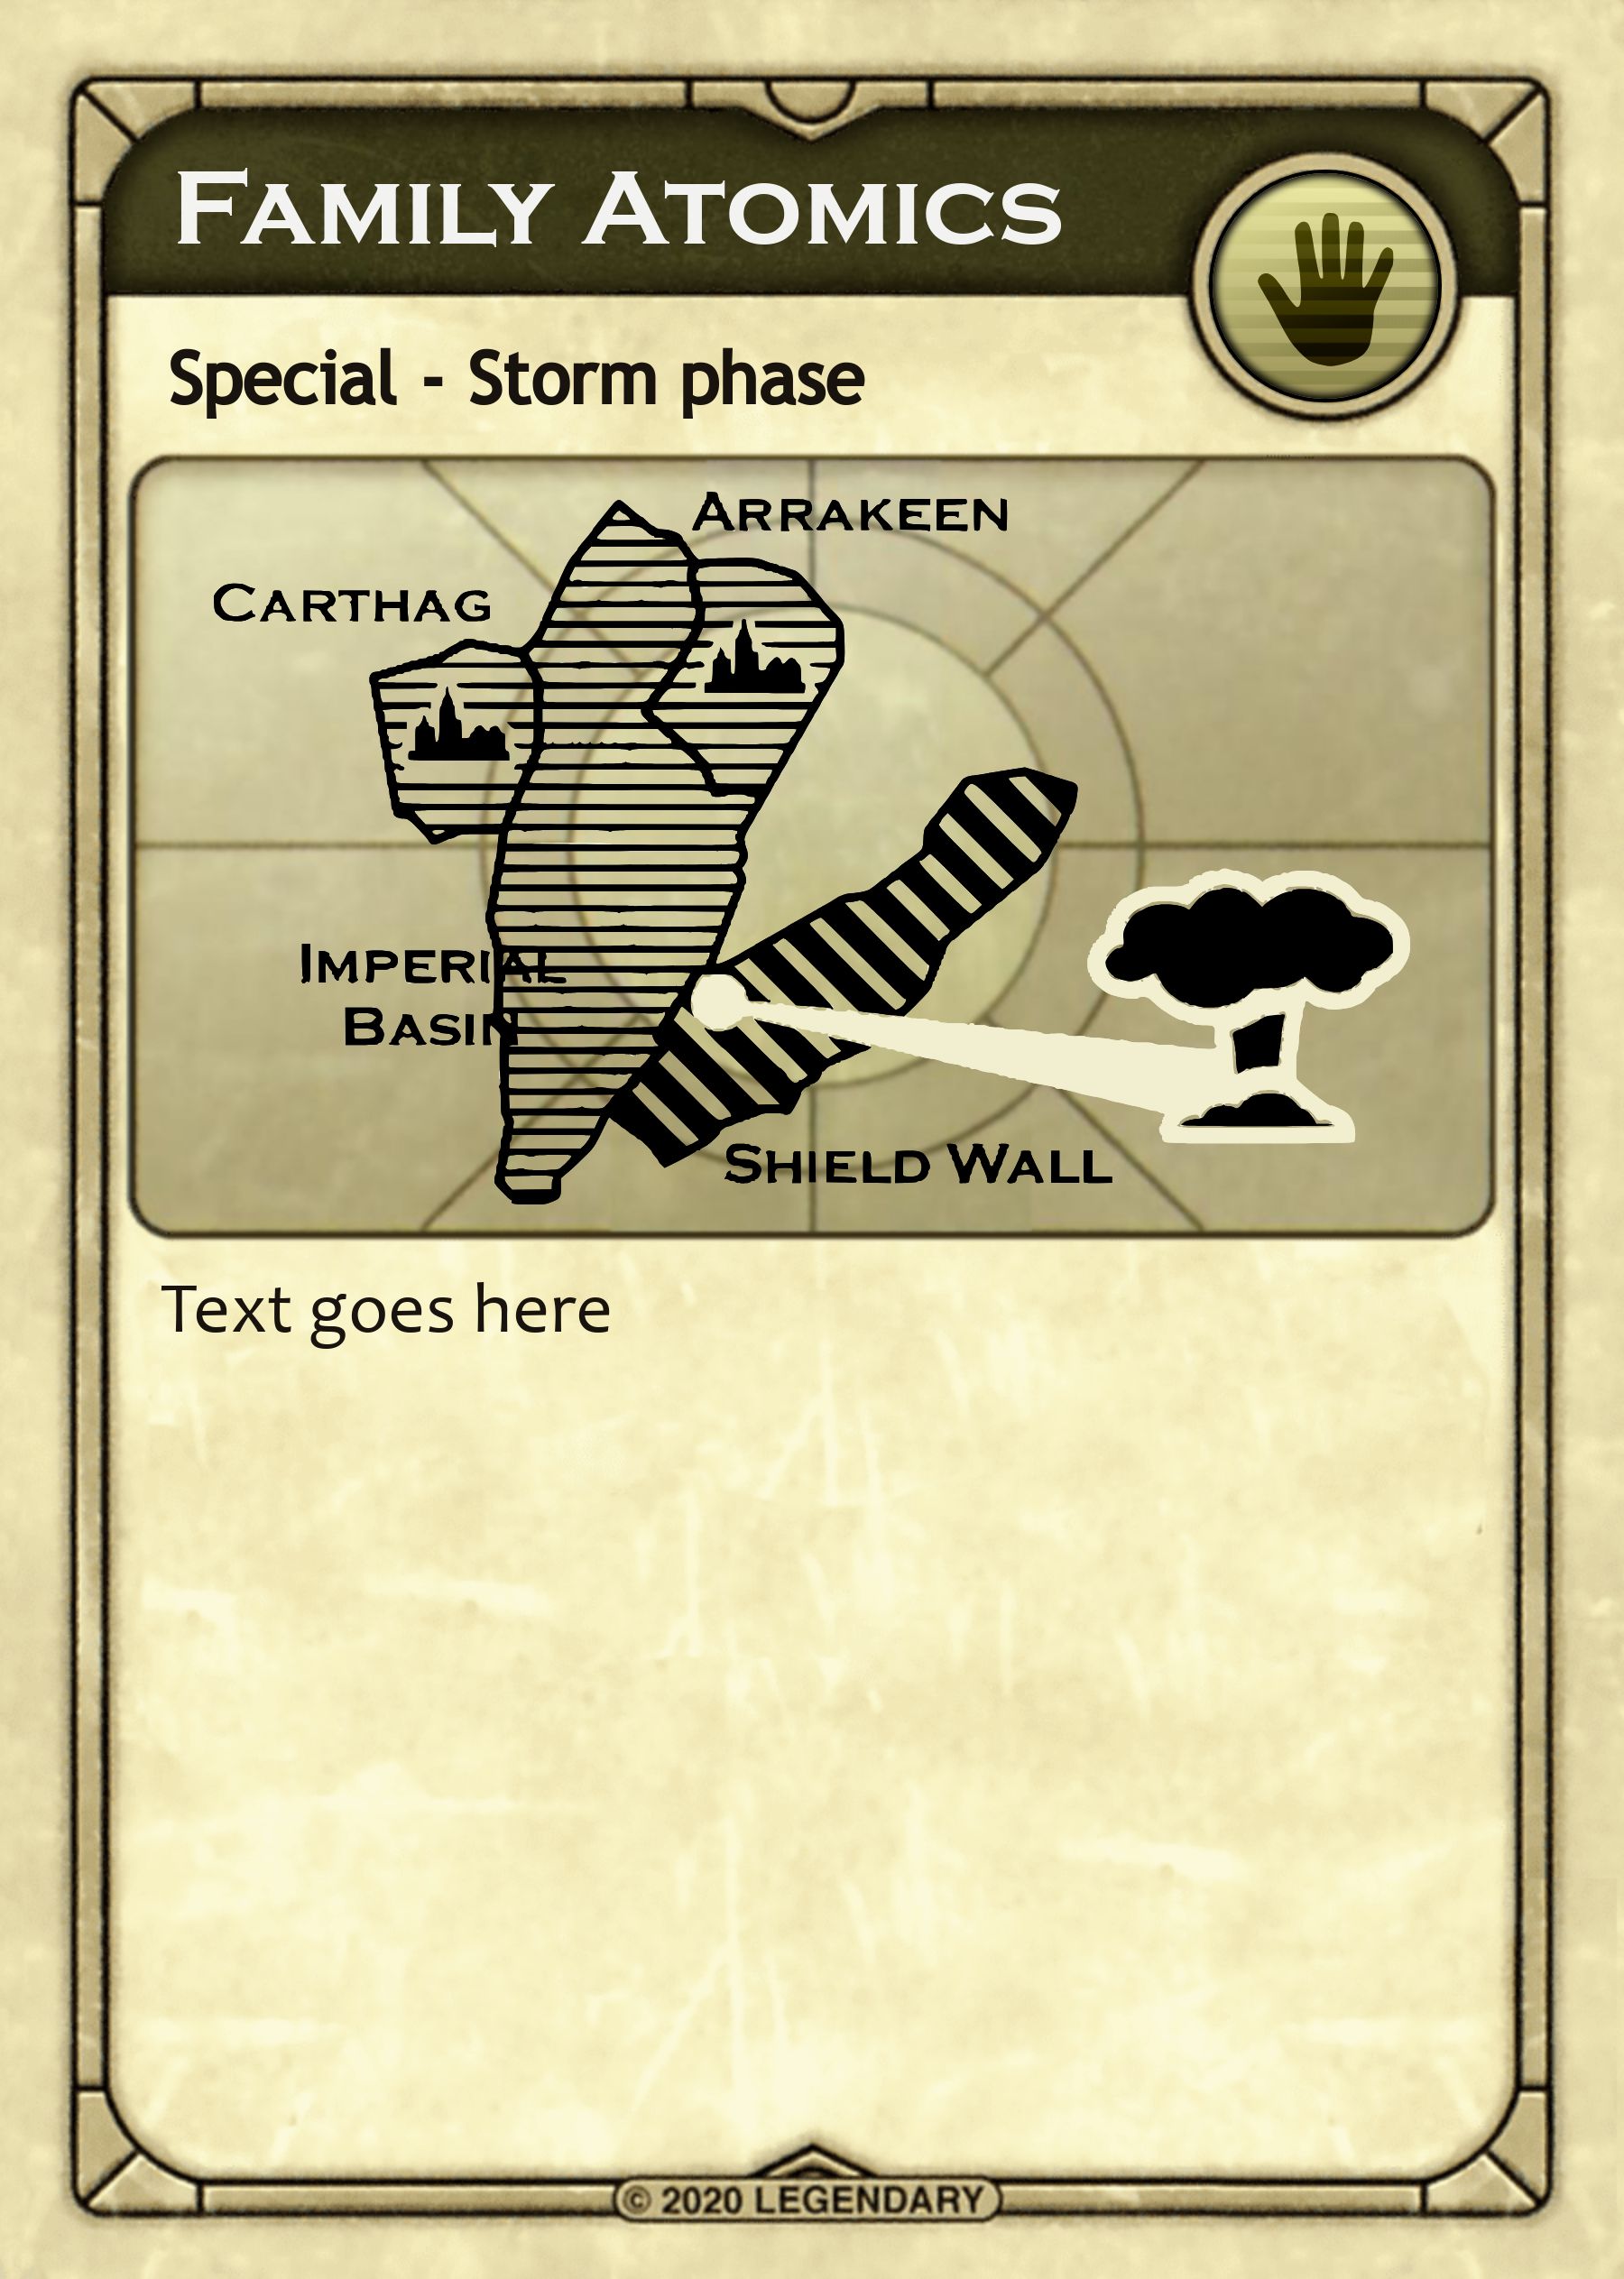 Family Atomics
Special - Storm phase
Arrakeen
Carthag
Imperial
Basin
Shield Wall
Text goes here
© 2020 LEGENDARY